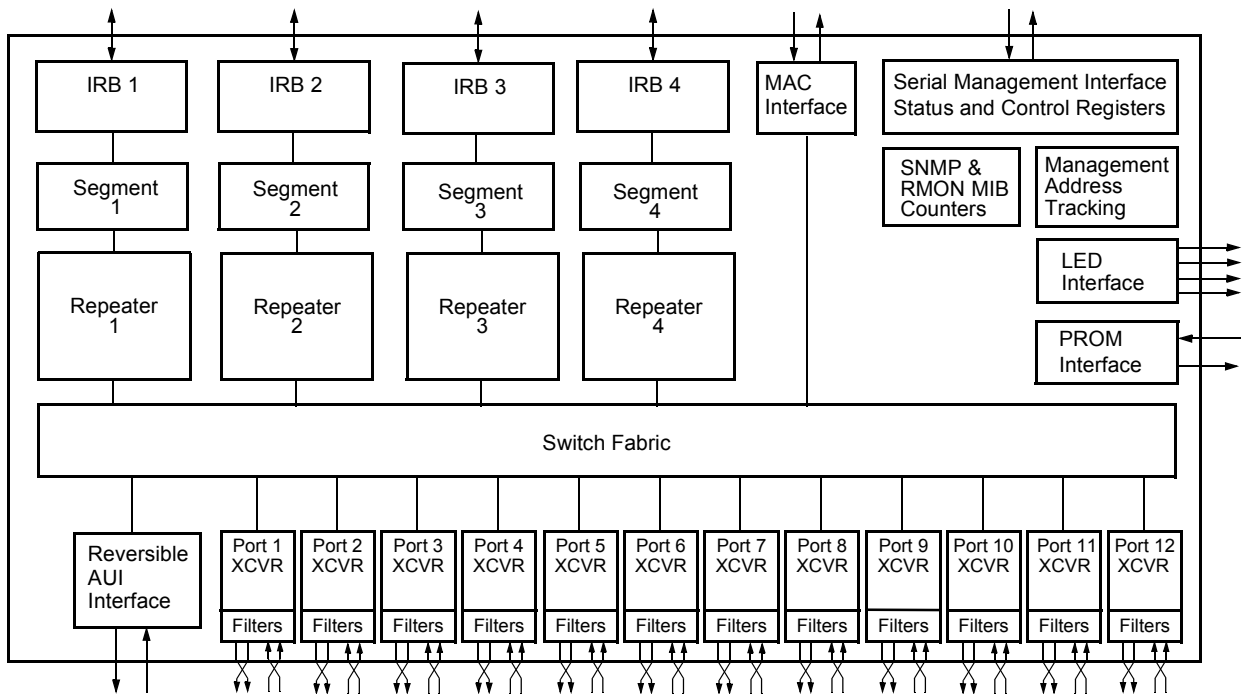 IRB 1
IRB 2
IRB 3
IRB 4
MAC
Interface
Serial Management Interface
Status and Control Registers
Segment
1
Segment
2
Segment
3
Segment
4
SNMP &
RMON MIB
Counters
Management
Address
Tracking
Repeater
1
Repeater
2
Repeater
3
Repeater
4
LED
Interface
PROM
Interface
Switch Fabric
Reversible
AUI
Interface
Port 1
XCVR
Filters
Port 2
XCVR
Filters
Port 3
XCVR
Filters
Port 4
XCVR
Filters
Port 5
XCVR
Filters
Port 6
XCVR
Filters
Port 7
XCVR
Filters
Port 8
XCVR
Filters
Port 9
XCVR
Filters
Port 10
XCVR
Filters
Port 11
XCVR
Filters
Port 12
XCVR
Filters